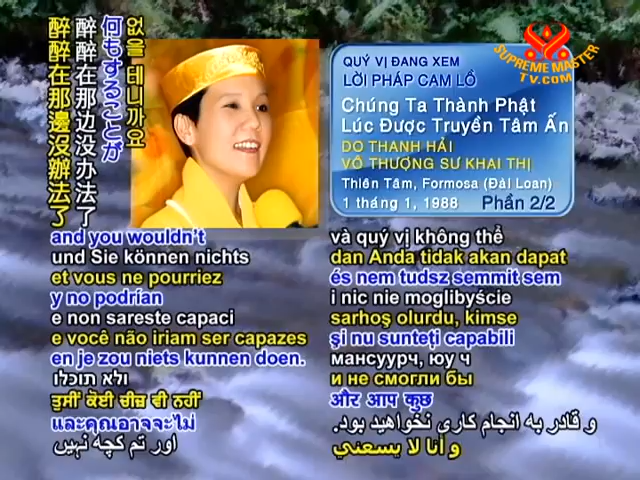 醉醉在那邊沒辦法了
醉醉在那边没办法了
何もすることが
없을 테니까요
QUÝ VỊ ĐANG XEM
LỜI PHÁP CAM LỒ
Chúng Ta Thành Phật
Lúc Được Truyền Tâm Ấn
DO THANH HẢI
VÔ THƯỢNG SƯ KHAI THỊ
Thiên Tâm, Formosa (Đài Loan)
1 tháng 1, 1988 Phần 2/2
SUPREME MASTER
TV.COM
and you wouldn't
und Sie können nichts
et vous ne pourriez
y no podrían
e non sareste capaci
e você não iriam ser capazes
en je zou niets kunnen doen.
ולא תוכלו
ਤੁਸੀਂ ਕੋਈ ਚੀਜ਼ ਵੀ ਨਹੀਂ
และคุณอาจจะไม่
اور تم کچھ نہیں
và quý vị không thể
dan Anda tidak akan dapat
és nem tudsz semmit sem
i nic nie moglibyście
sarhoş olurdu, kimse
şi nu sunteţi capabili
мансуурч, юу ч
и не смогли бы
और आप कुछ
و قادر به انجام کاری نخواهید بود.
و أنا لا يسعني